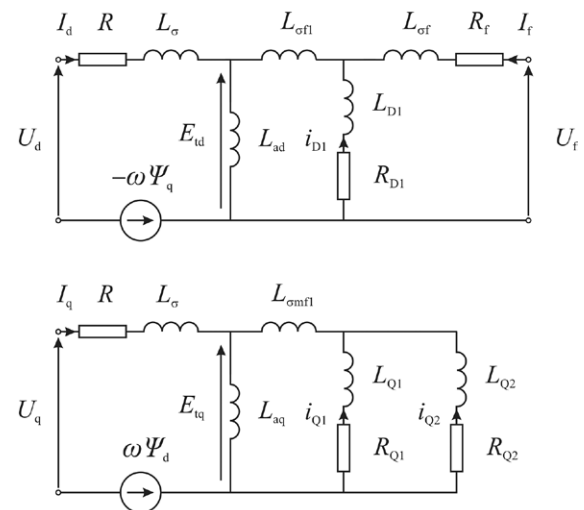 I_d R L_σ L_σf1 L_σf R_f I_f
L_D1
U_d E_td L_ad i_D1 U_f
R_D1
−ωΨ_q
I_q R L_σ L_σmf1
L_Q1 L_Q2
U_q E_tq L_aq i_Q1 i_Q2
R_Q1 R_Q2
ωΨ_d